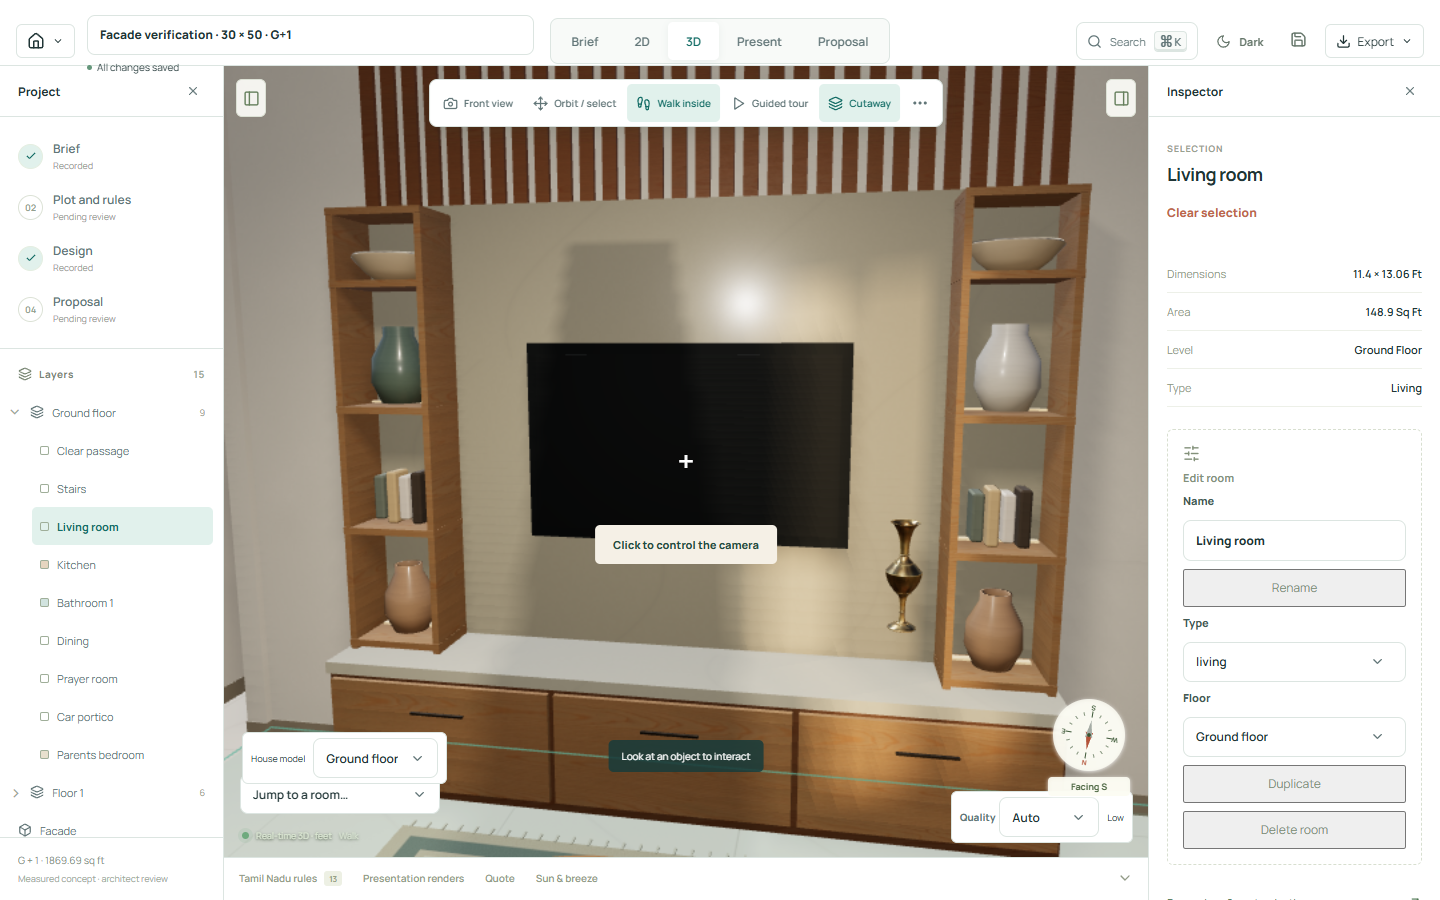 Facade verification · 30 × 50 · G+1
All changes saved
Brief
2D
3D
Present
Proposal
Search
⌘K
Dark
Export
Project
Brief
Recorded
02
Plot and rules
Pending review
Design
Recorded
04
Proposal
Pending review
Layers
15
Ground floor
9
Clear passage
Stairs
Living room
Kitchen
Bathroom 1
Dining
Prayer room
Car portico
Parents bedroom
Floor 1
6
Facade
G + 1 · 1869.69 sq ft
Measured concept · architect review
Front view
Orbit / select
Walk inside
Guided tour
Cutaway
Click to control the camera
Look at an object to interact
House model
Ground floor
Jump to a room...
Real-time 3D · feet · Walk
S
E
W
N
Facing S
Quality
Auto
Low
Tamil Nadu rules
13
Presentation renders
Quote
Sun & breeze
Inspector
SELECTION
Living room
Clear selection
Dimensions
11.4 × 13.06 Ft
Area
148.9 Sq Ft
Level
Ground Floor
Type
Living
Edit room
Name
Living room
Rename
Type
living
Floor
Ground floor
Duplicate
Delete room